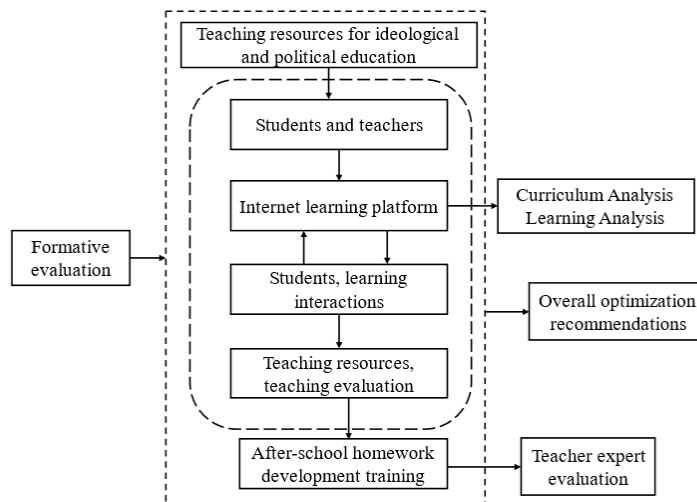 Teaching resources for ideological
and political education
Students and teachers
Internet learning platform
Curriculum Analysis
Learning Analysis
Formative
evaluation
Students, learning
interactions
Overall optimization
recommendations
Teaching resources,
teaching evaluation
After-school homework
development training
Teacher expert
evaluation